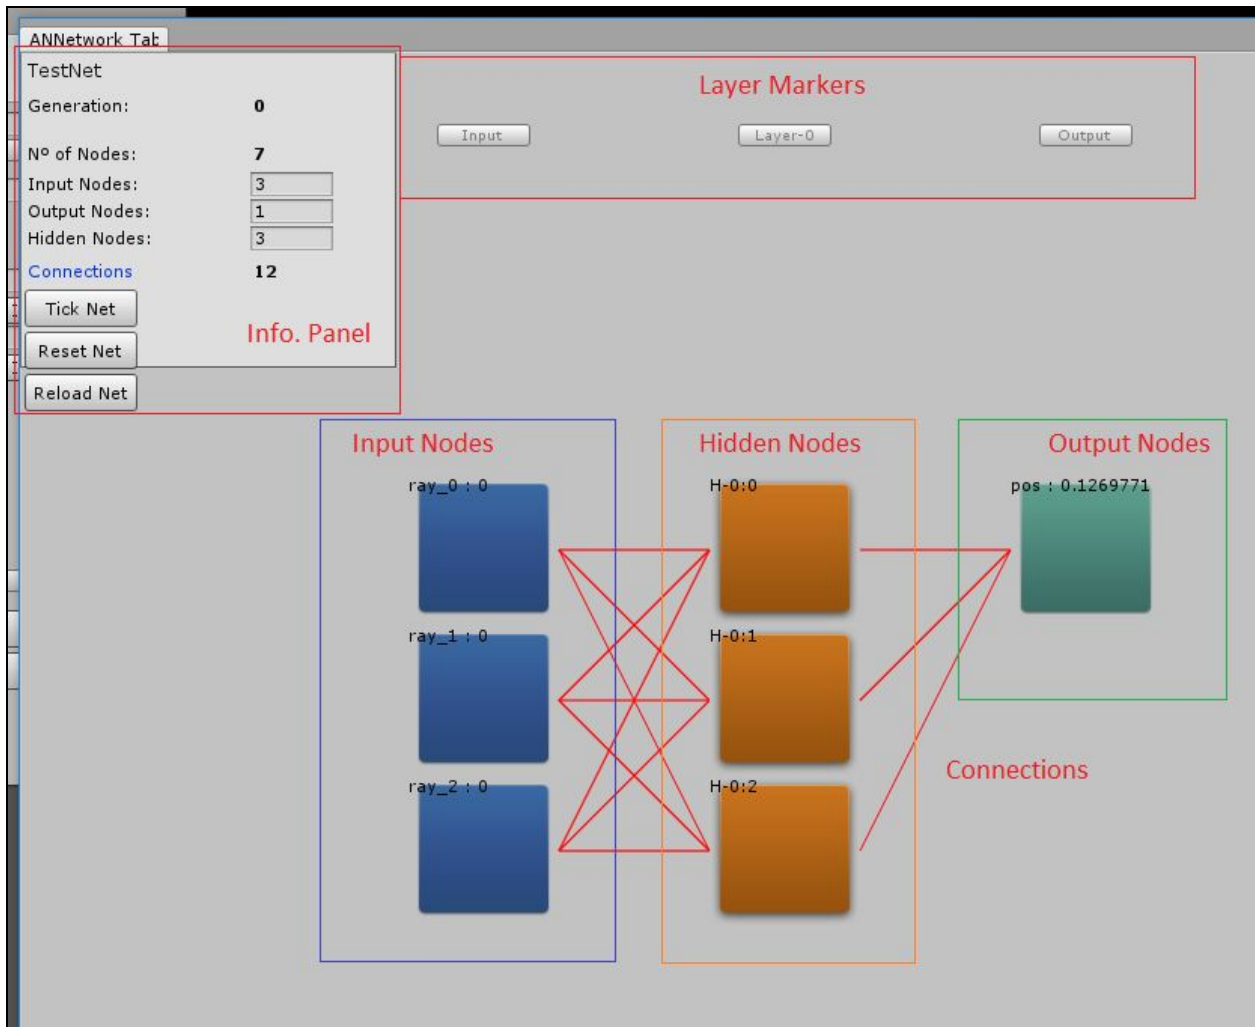 ANNetwork Tab
TestNet
Generation: 0
Nº of Nodes: 7
Input Nodes: 3
Output Nodes: 1
Hidden Nodes: 3
Connections 12
Tick Net
Reset Net
Reload Net
Info. Panel
Layer Markers
Input Layer-0 Output
Input Nodes Hidden Nodes Output Nodes
ray_0 : 0 H-0:0 pos : 0.1269771
ray_1 : 0 H-0:1
ray_2 : 0 H-0:2
Connections